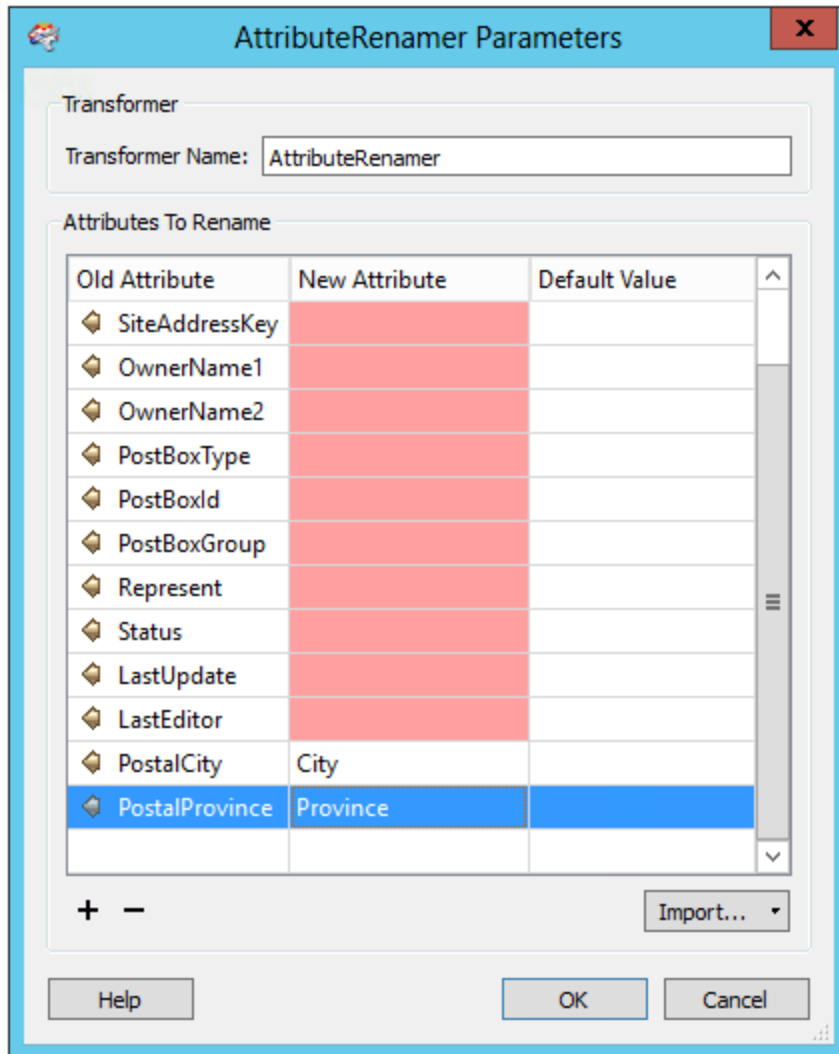 AttributeRenamer Parameters
x
Transformer
Transformer Name: AttributeRenamer
Attributes To Rename
Old Attribute New Attribute Default Value
SiteAddressKey
OwnerName1
OwnerName2
PostBoxType
PostBoxId
PostBoxGroup
Represent
Status
LastUpdate
LastEditor
PostalCity City
PostalProvince Province
+ −
Import...
Help OK Cancel